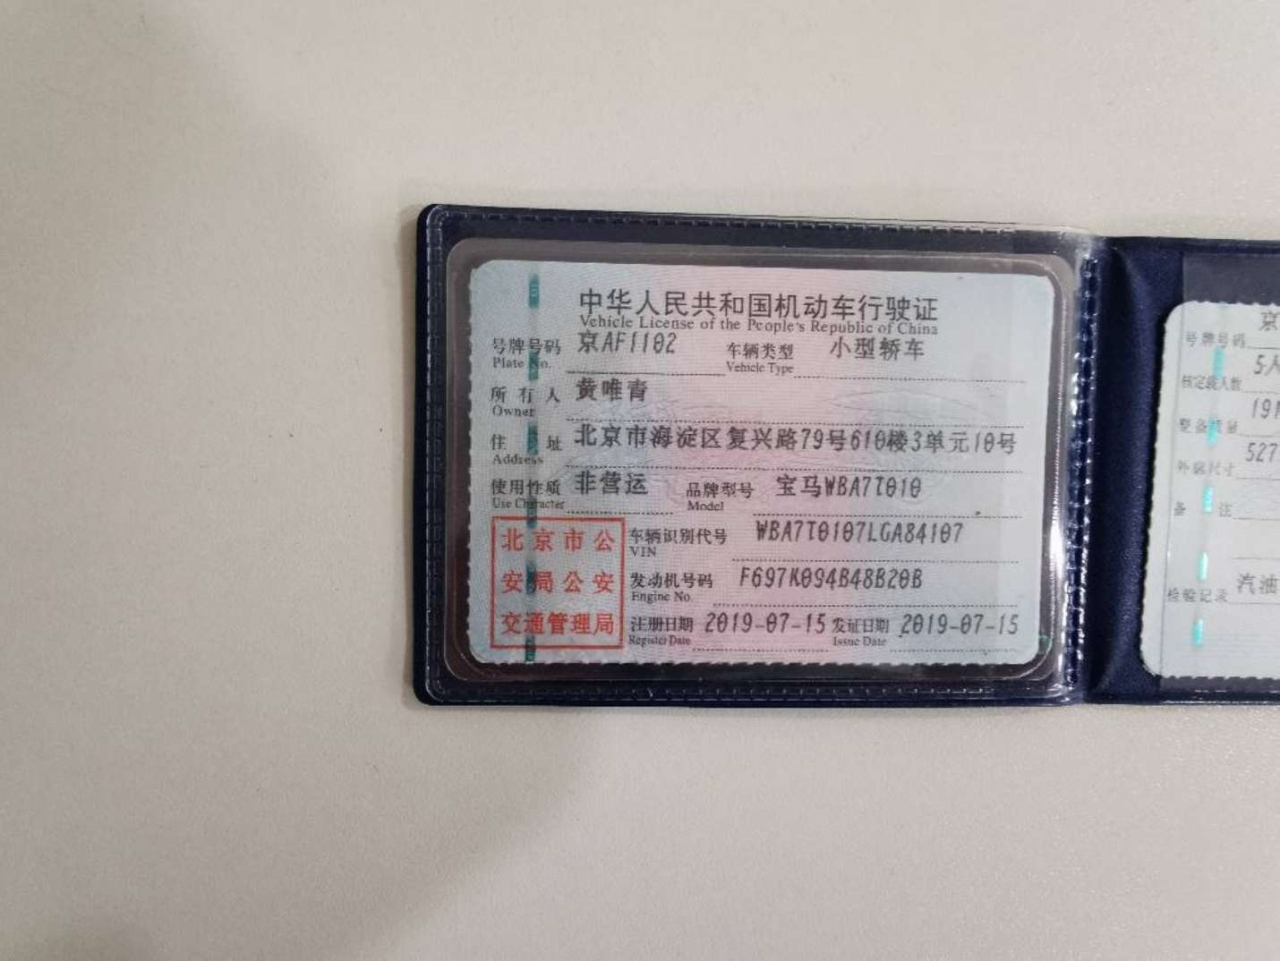 中华人民共和国机动车行驶证
Vehicle License of the People's Republic of China
号牌号码 京AF1102 车辆类型 小型轿车
Plate No. Vehicle Type
所有人 黄唯青
Owner
住址 北京市海淀区复兴路79号610楼3单元10号
Address
使用性质 非营运 品牌型号 宝马WBA7T010
Use Character Model
北京市公 车辆识别代号 WBA7T0107LGA84107
VIN
安局公安 发动机号码 F697K094B48B20B
Engine No.
交通管理局 注册日期 2019-07-15 发证日期 2019-07-15
Register Date Issue Date
京
号牌号码
5人
核定载人数
191
整备质量
527
外廓尺寸
备注
检验记录 汽油